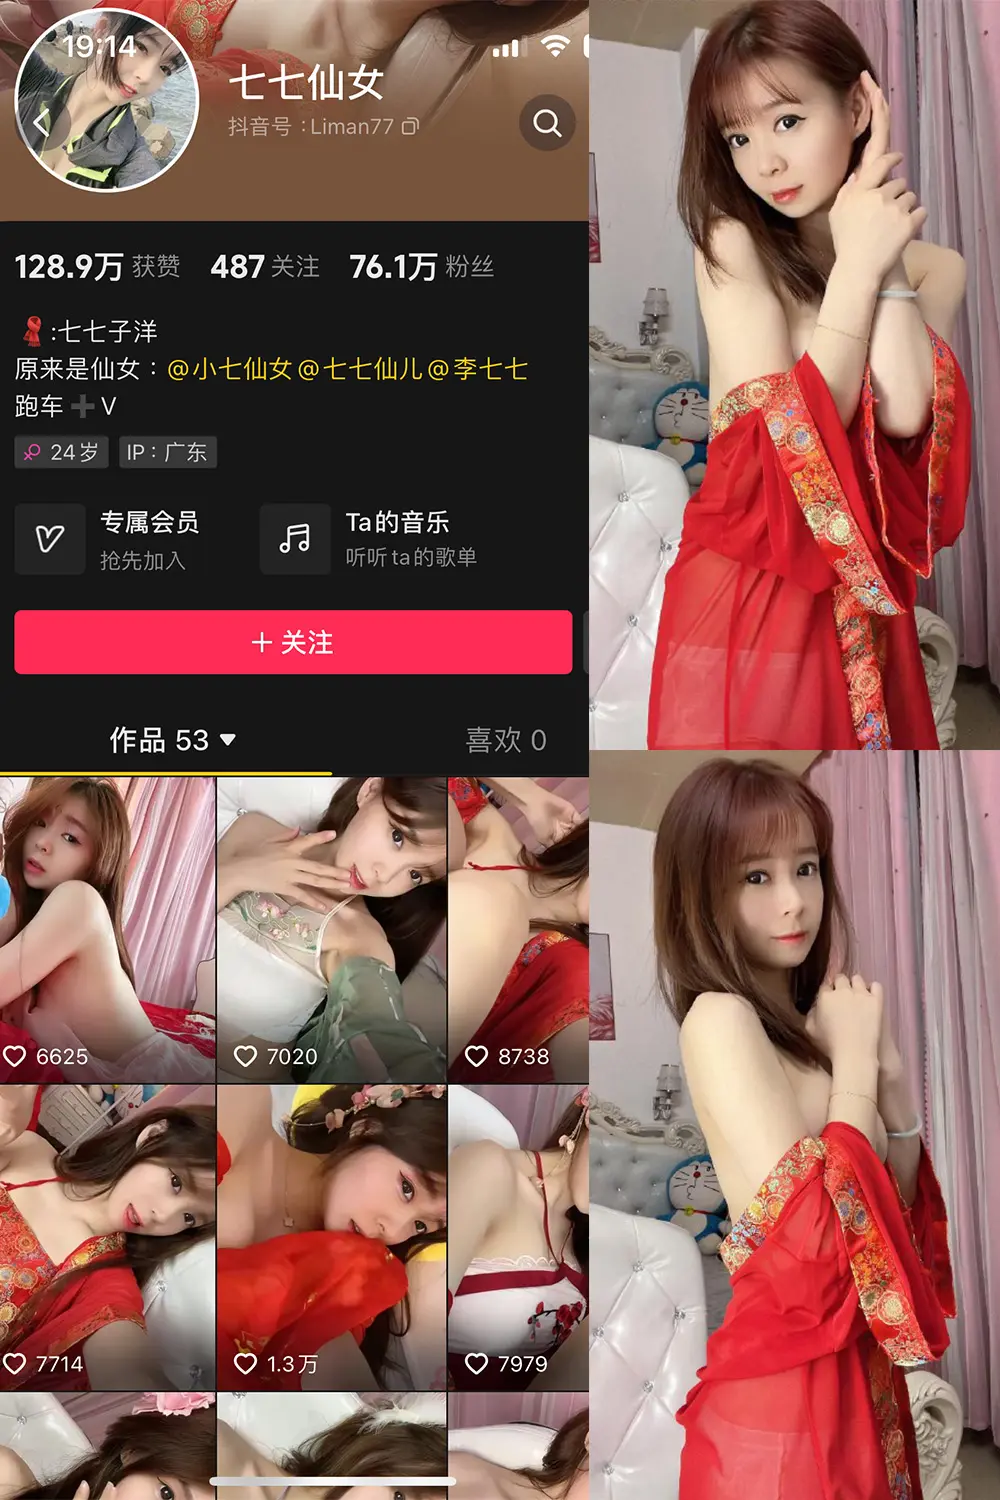 19:14
七七仙女
抖音号：Liman77
128.9万 获赞 487 关注 76.1万 粉丝
:七七子洋
原来是仙女：@小七仙女@七七仙儿@李七七
跑车➕V
24岁 IP：广东
专属会员
抢先加入
Ta的音乐
听听ta的歌单
+ 关注
作品 53 喜欢 0
6625 7020 8738
7714 1.3万 7979